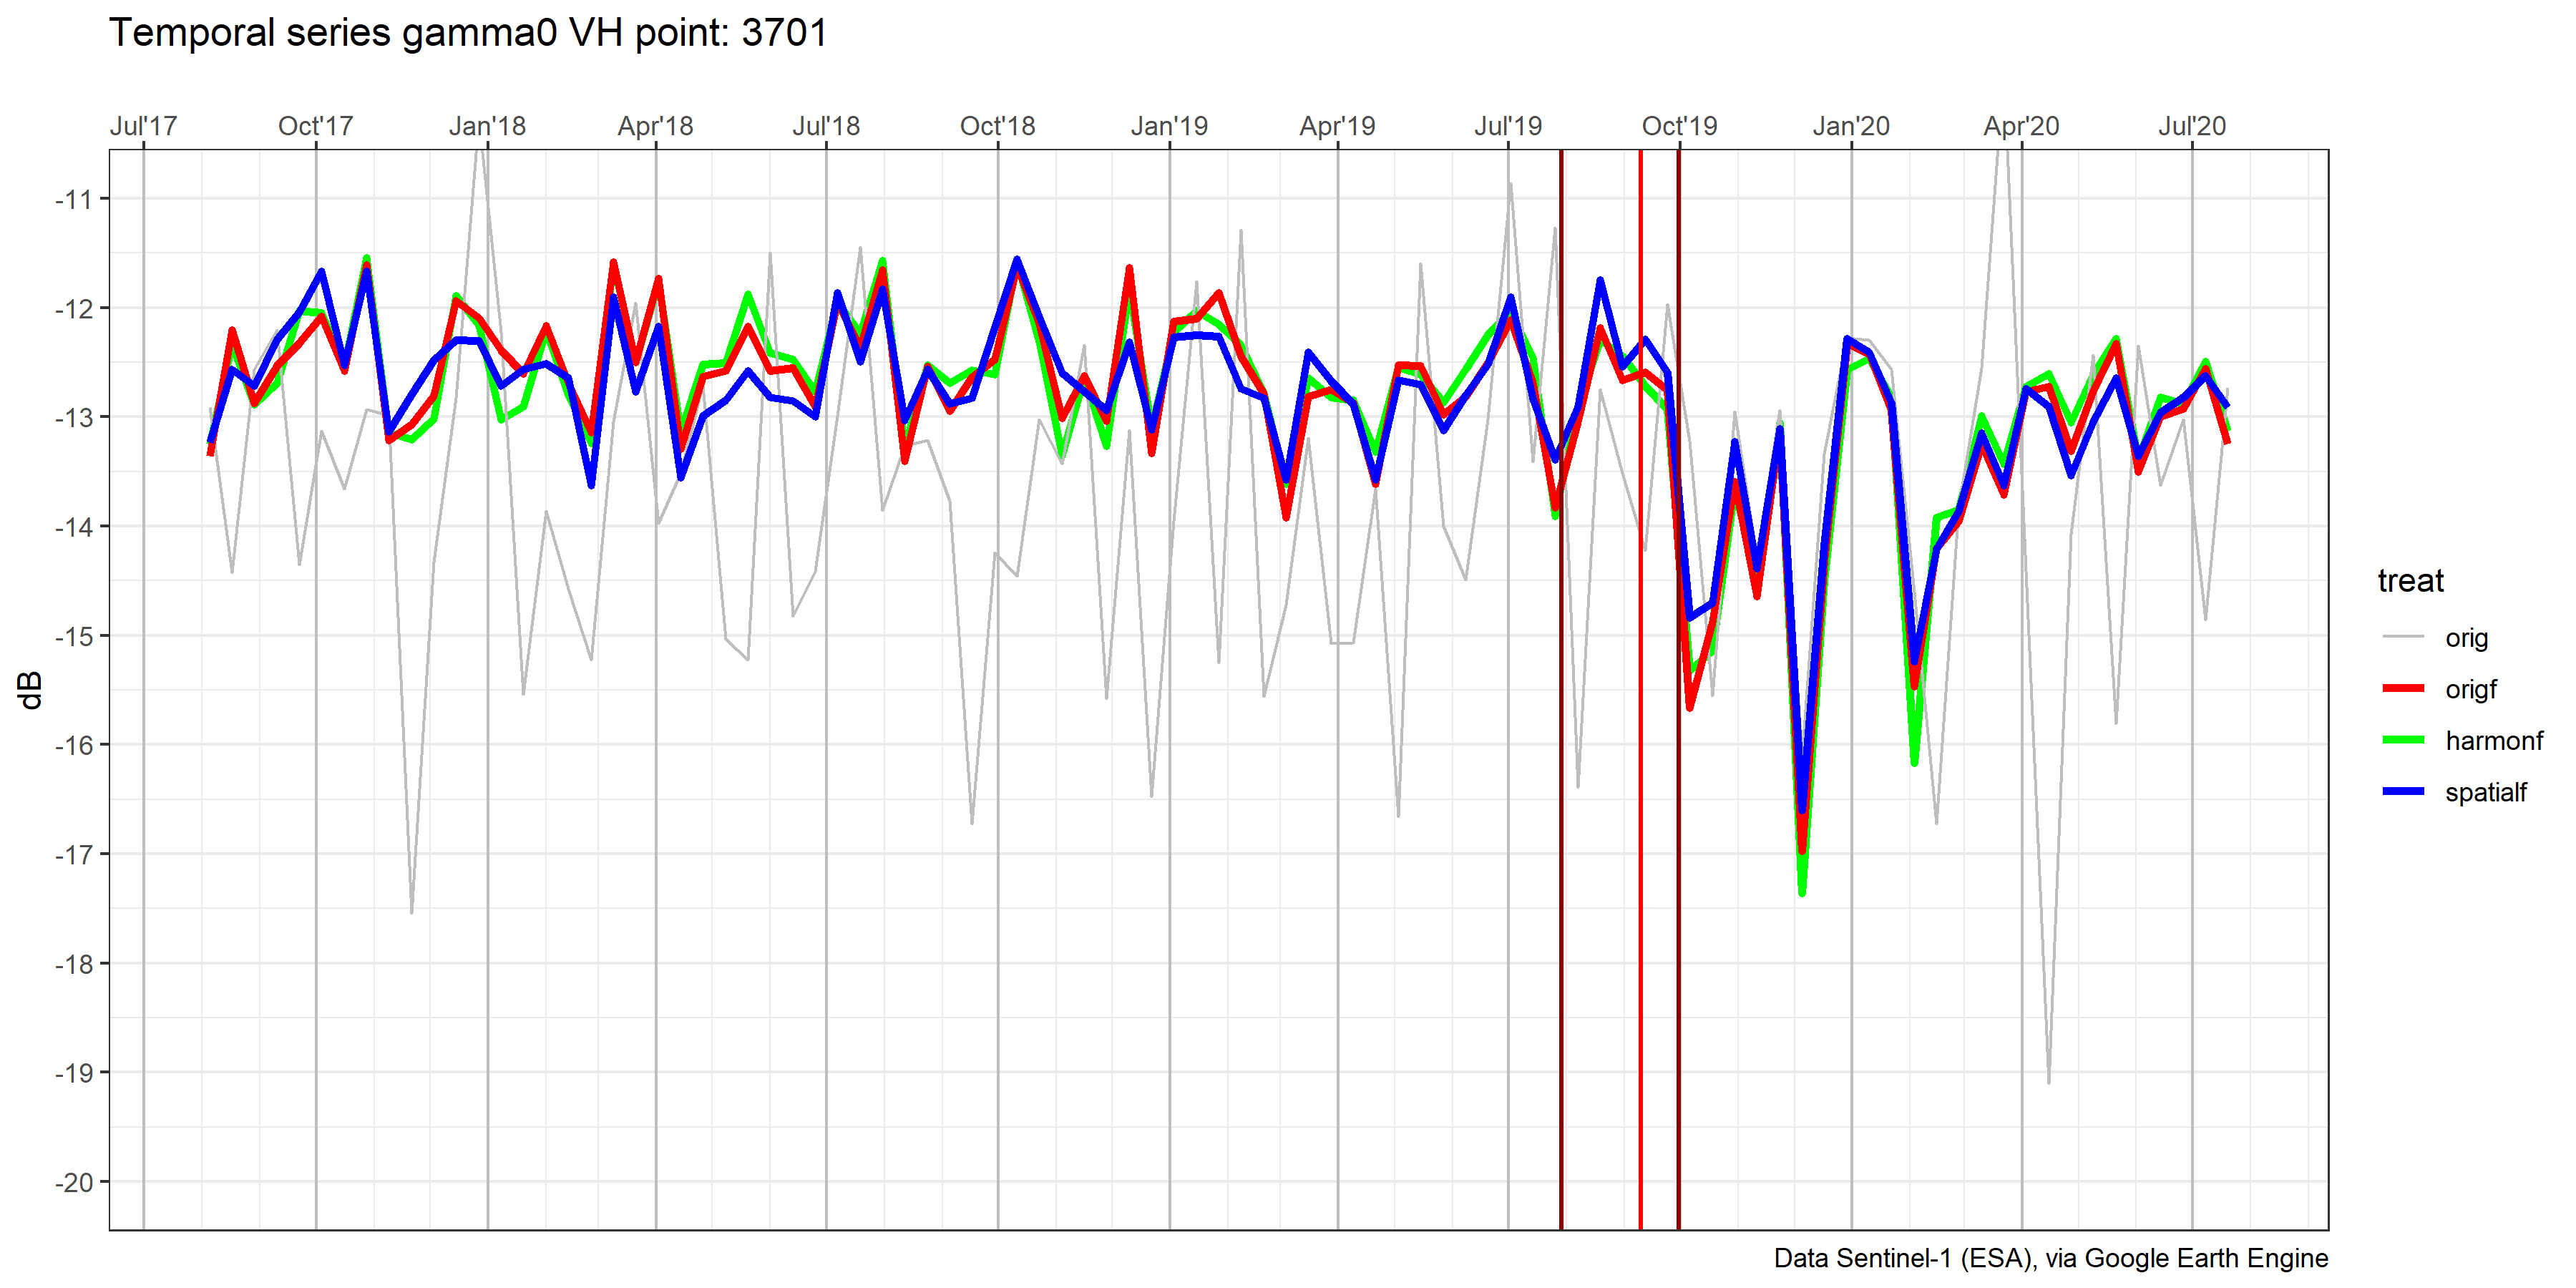 Temporal series gamma0 VH point: 3701
Jul'17 Oct'17 Jan'18 Apr'18 Jul'18 Oct'18 Jan'19 Apr'19 Jul'19 Oct'19 Jan'20 Apr'20 Jul'20
-11
-12
-13
-14
-15
-16
-17
-18
-19
-20
dB
treat
orig
origf
harmonf
spatialf
Data Sentinel-1 (ESA), via Google Earth Engine